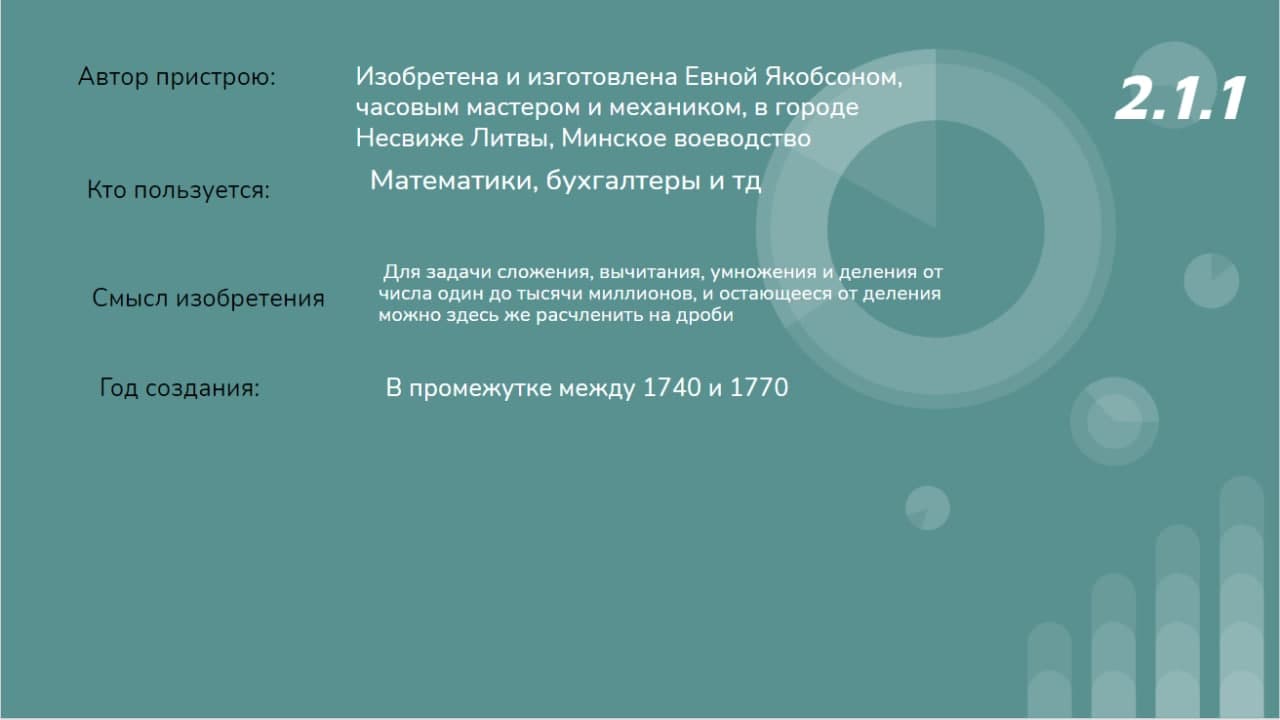 2.1.1
Автор пристрою:
Изобретена и изготовлена Евной Якобсоном,
часовым мастером и механиком, в городе
Несвиже Литвы, Минское воеводство
Кто пользуется:
Математики, бухгалтеры и тд
Смысл изобретения
Для задачи сложения, вычитания, умножения и деления от
числа один до тысячи миллионов, и остающееся от деления
можно здесь же расчленить на дроби
Год создания:
В промежутке между 1740 и 1770